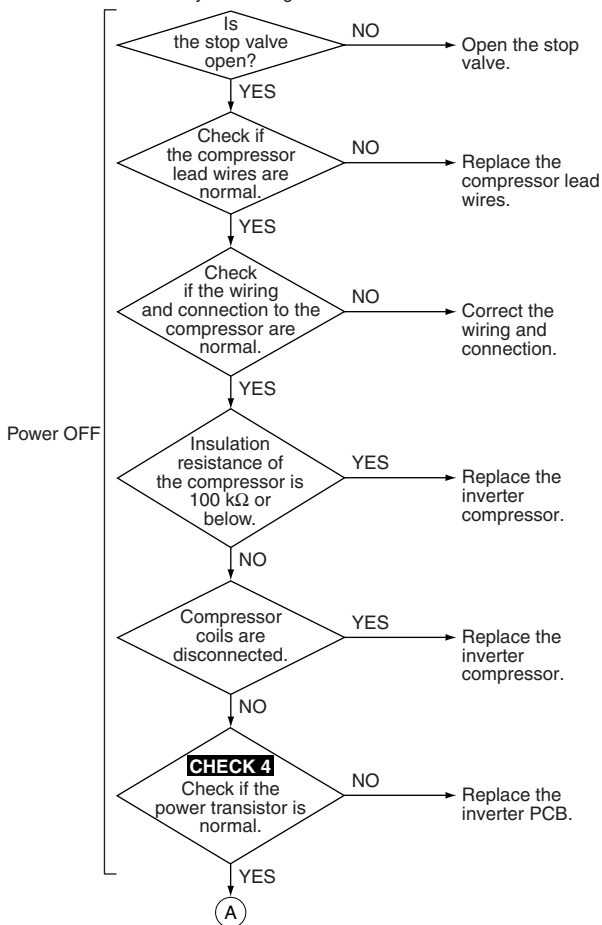 Is
the stop valve
open?
NO
Open the stop
valve.
YES
Check if
the compressor
lead wires are
normal.
NO
Replace the
compressor lead
wires.
YES
Check
if the wiring
and connection to the
compressor are
normal.
NO
Correct the
wiring and
connection.
YES
Power OFF
Insulation
resistance of
the compressor is
100 kΩ or
below.
YES
Replace the
inverter
compressor.
NO
Compressor
coils are
disconnected.
YES
Replace the
inverter
compressor.
NO
CHECK 4
Check if the
power transistor is
normal.
NO
Replace the
inverter PCB.
YES
A